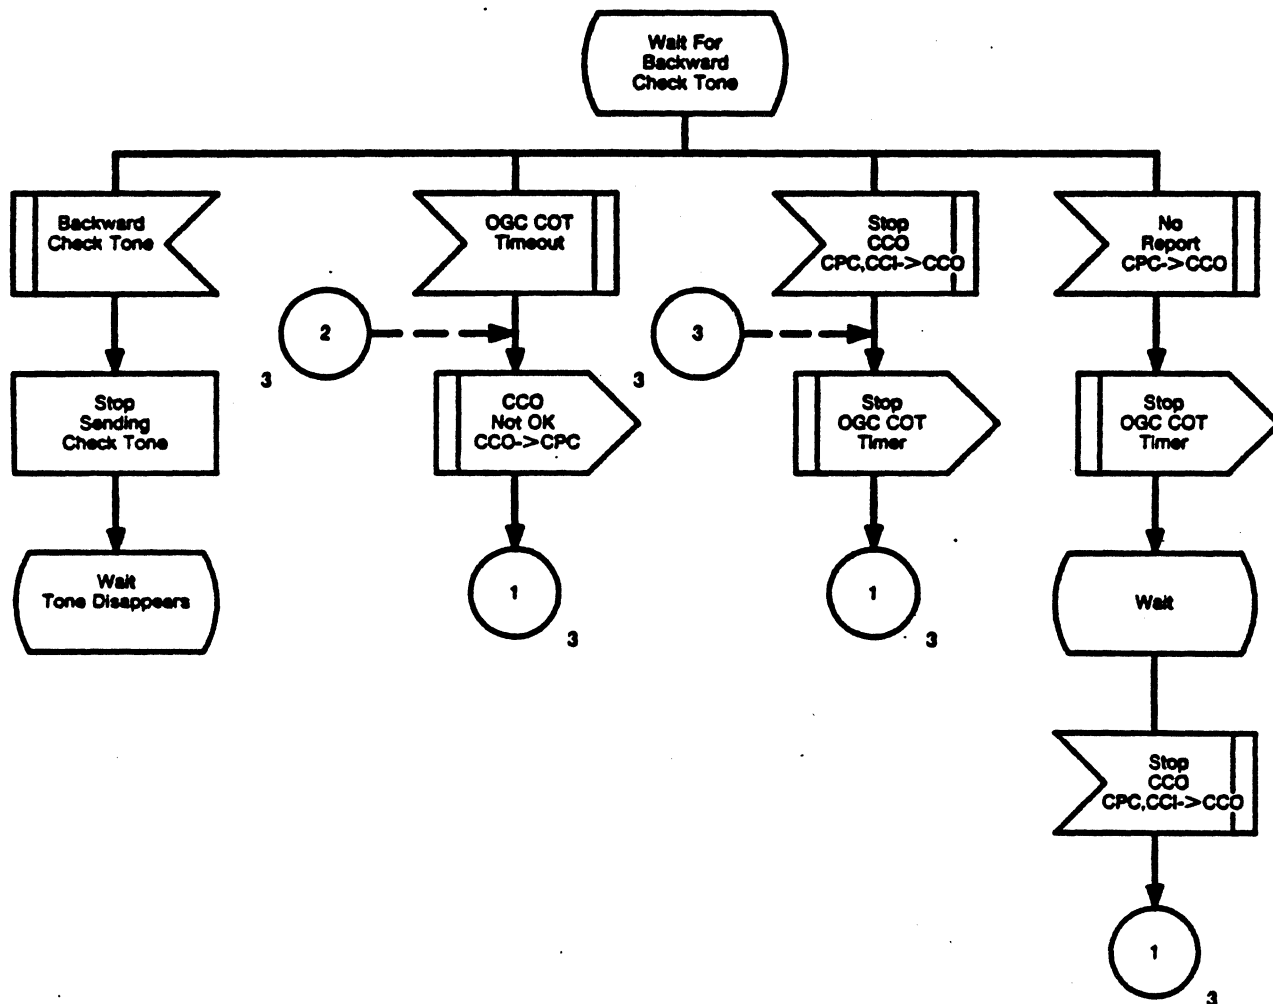 Wait For
Backward
Check Tone
Backward
Check Tone
OGC COT
Timeout
Stop
CCO
CPC,CCI->CCO
No
Report
CPC->CCO
2
3
3
3
Stop
Sending
Check Tone
CCO
Not OK
CCO->CPC
Stop
OGC COT
Timer
Stop
OGC COT
Timer
Wait
Tone Disappears
1
3
1
3
Wait
Stop
CCO
CPC,CCI->CCO
1
3